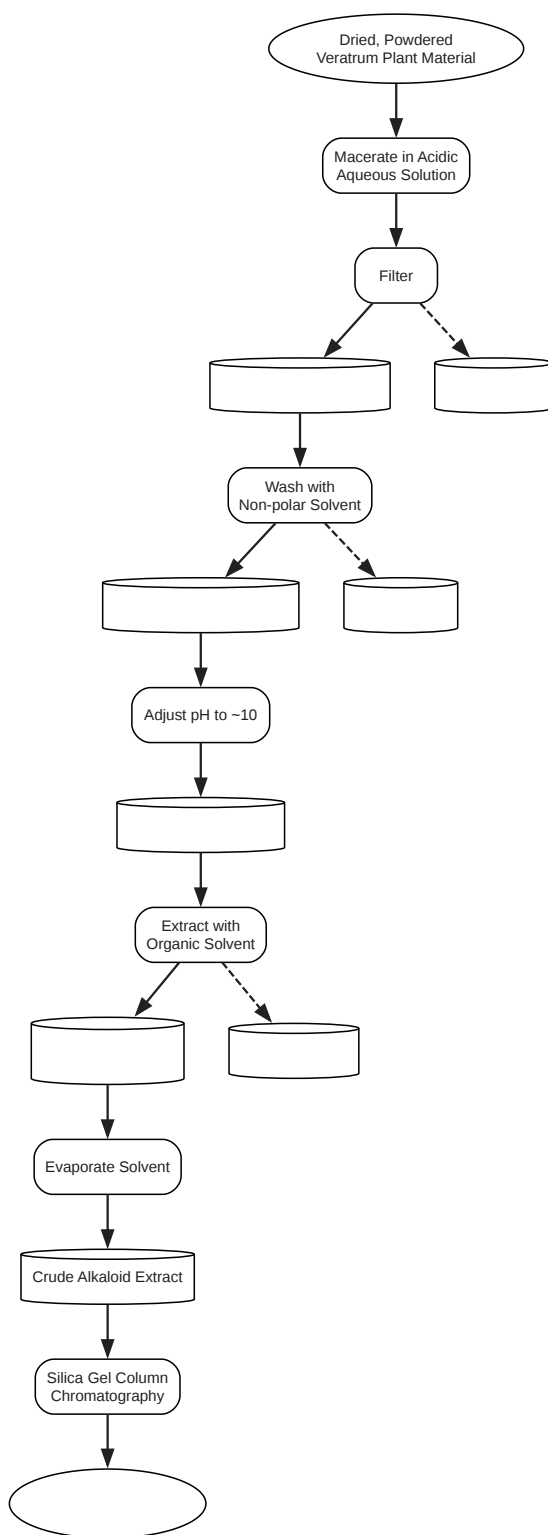 Dried, Powdered
Veratrum Plant Material
Macerate in Acidic
Aqueous Solution
Filter
Wash with
Non-polar Solvent
Adjust pH to ~10
Extract with
Organic Solvent
Evaporate Solvent
Crude Alkaloid Extract
Silica Gel Column
Chromatography